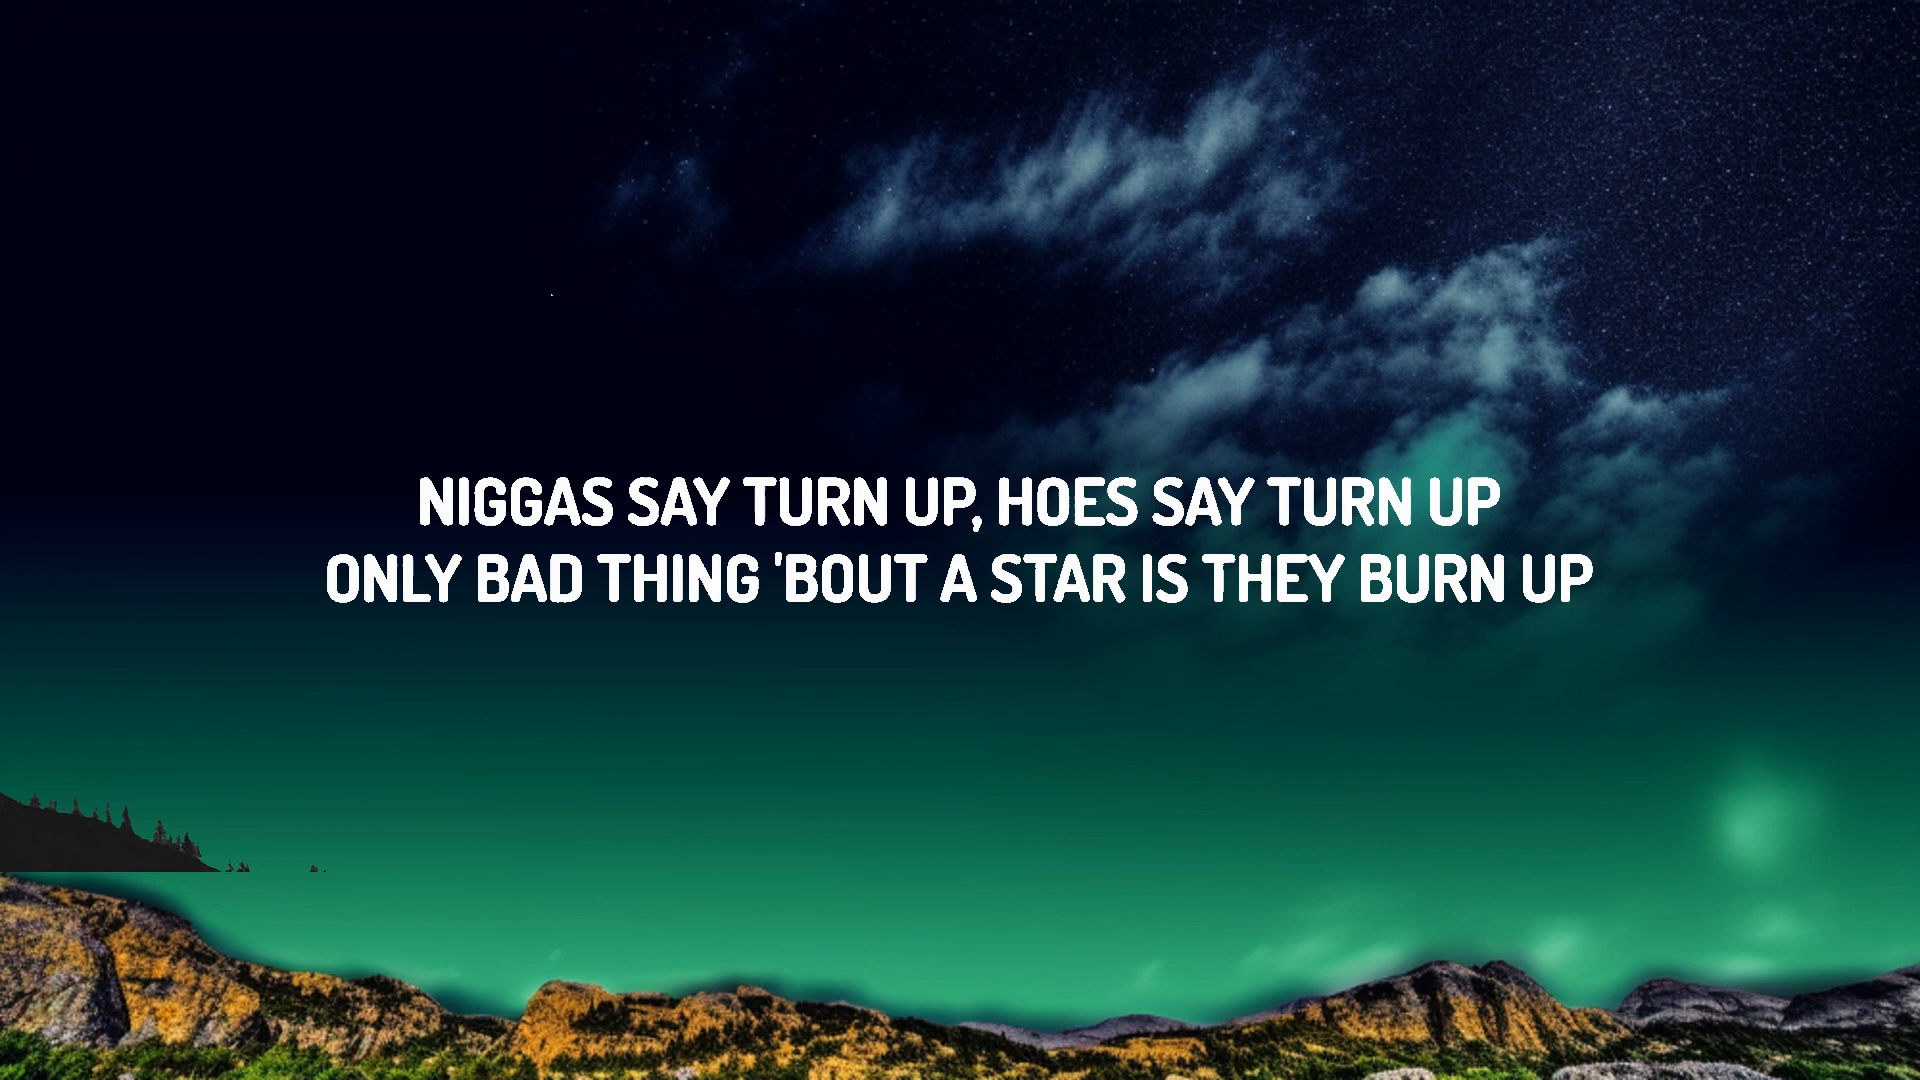 NIGGAS SAY TURN UP, HOES SAY TURN UP
ONLY BAD THING 'BOUT A STAR IS THEY BURN UP